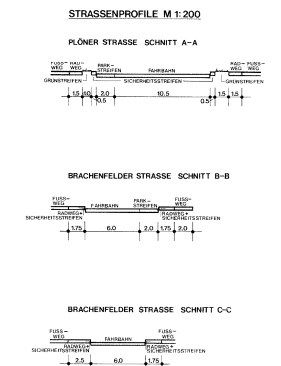 STRASSENPROFILE M 1:200
PLÖNER STRASSE SCHNITT A-A
FUSS- RAD-
WEG WEG
PARK-
STREIFEN
FAHRBAHN
RAD- FUSS-
WEG WEG
GRÜNSTREIFEN
SICHERHEITSSTREIFEN
GRÜNSTREIFEN
1.5 1.0 2.0 10.5 1.5 1.5
0.5 0.5
BRACHENFELDER STRASSE SCHNITT B-B
FUSS-
WEG
FAHRBAHN
PARK-
STREIFEN
FUSS-
WEG
RADWEG+
SICHERHEITSSTREIFEN
RADWEG+
SICHERHEITSSTREIFEN
1.75 6.0 2.0 1.75 2.0
BRACHENFELDER STRASSE SCHNITT C-C
FUSS-
WEG
FAHRBAHN
FUSS-
WEG
RADWEG+
SICHERHEITSSTREIFEN
RADWEG+
SICHERHEITSSTREIFEN
2.5 6.0 1.75